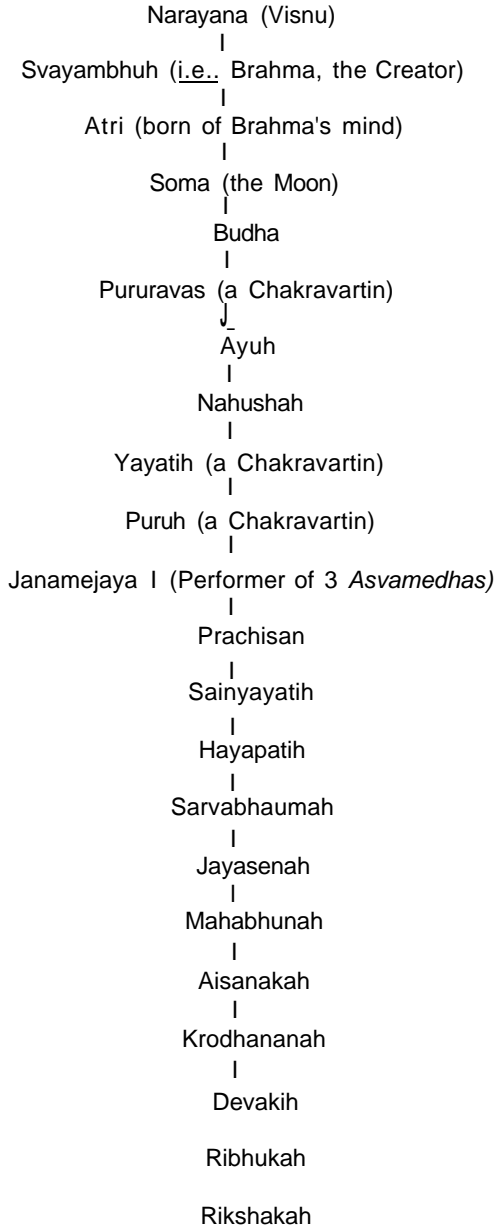 Narayana (Visnu)
Svayambhuh (i.e.. Brahma, the Creator)
Atri (born of Brahma's mind)
Soma (the Moon)
Budha
Pururavas (a Chakravartin)
Āyuh
Nahushah
Yayatih (a Chakravartin)
Puruh (a Chakravartin)
Janamejaya I (Performer of 3 Asvamedhas)
Prachisan
Sainyayatih
Hayapatih
Sarvabhaumah
Jayasenah
Mahabhunah
Aisanakah
Krodhananah
Devakih
Ribhukah
Rikshakah